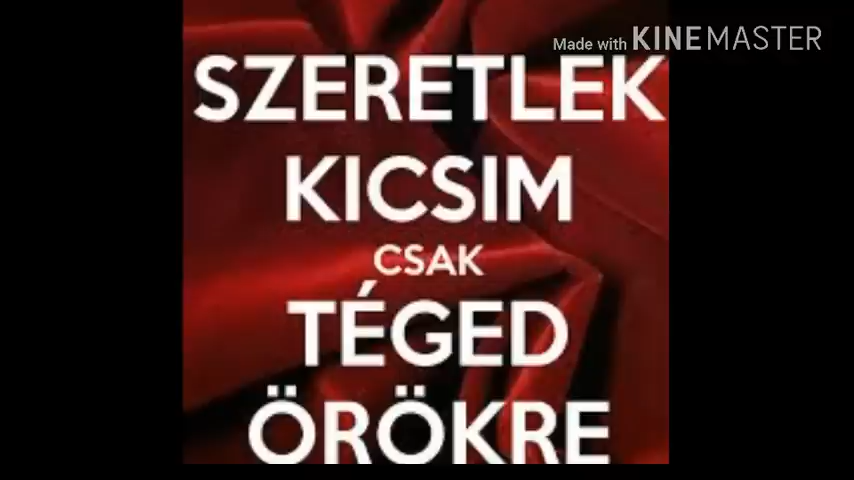 Made with KINEMASTER
SZERETLEK
KICSIM
CSAK
TÉGED
ÖRÖKRE